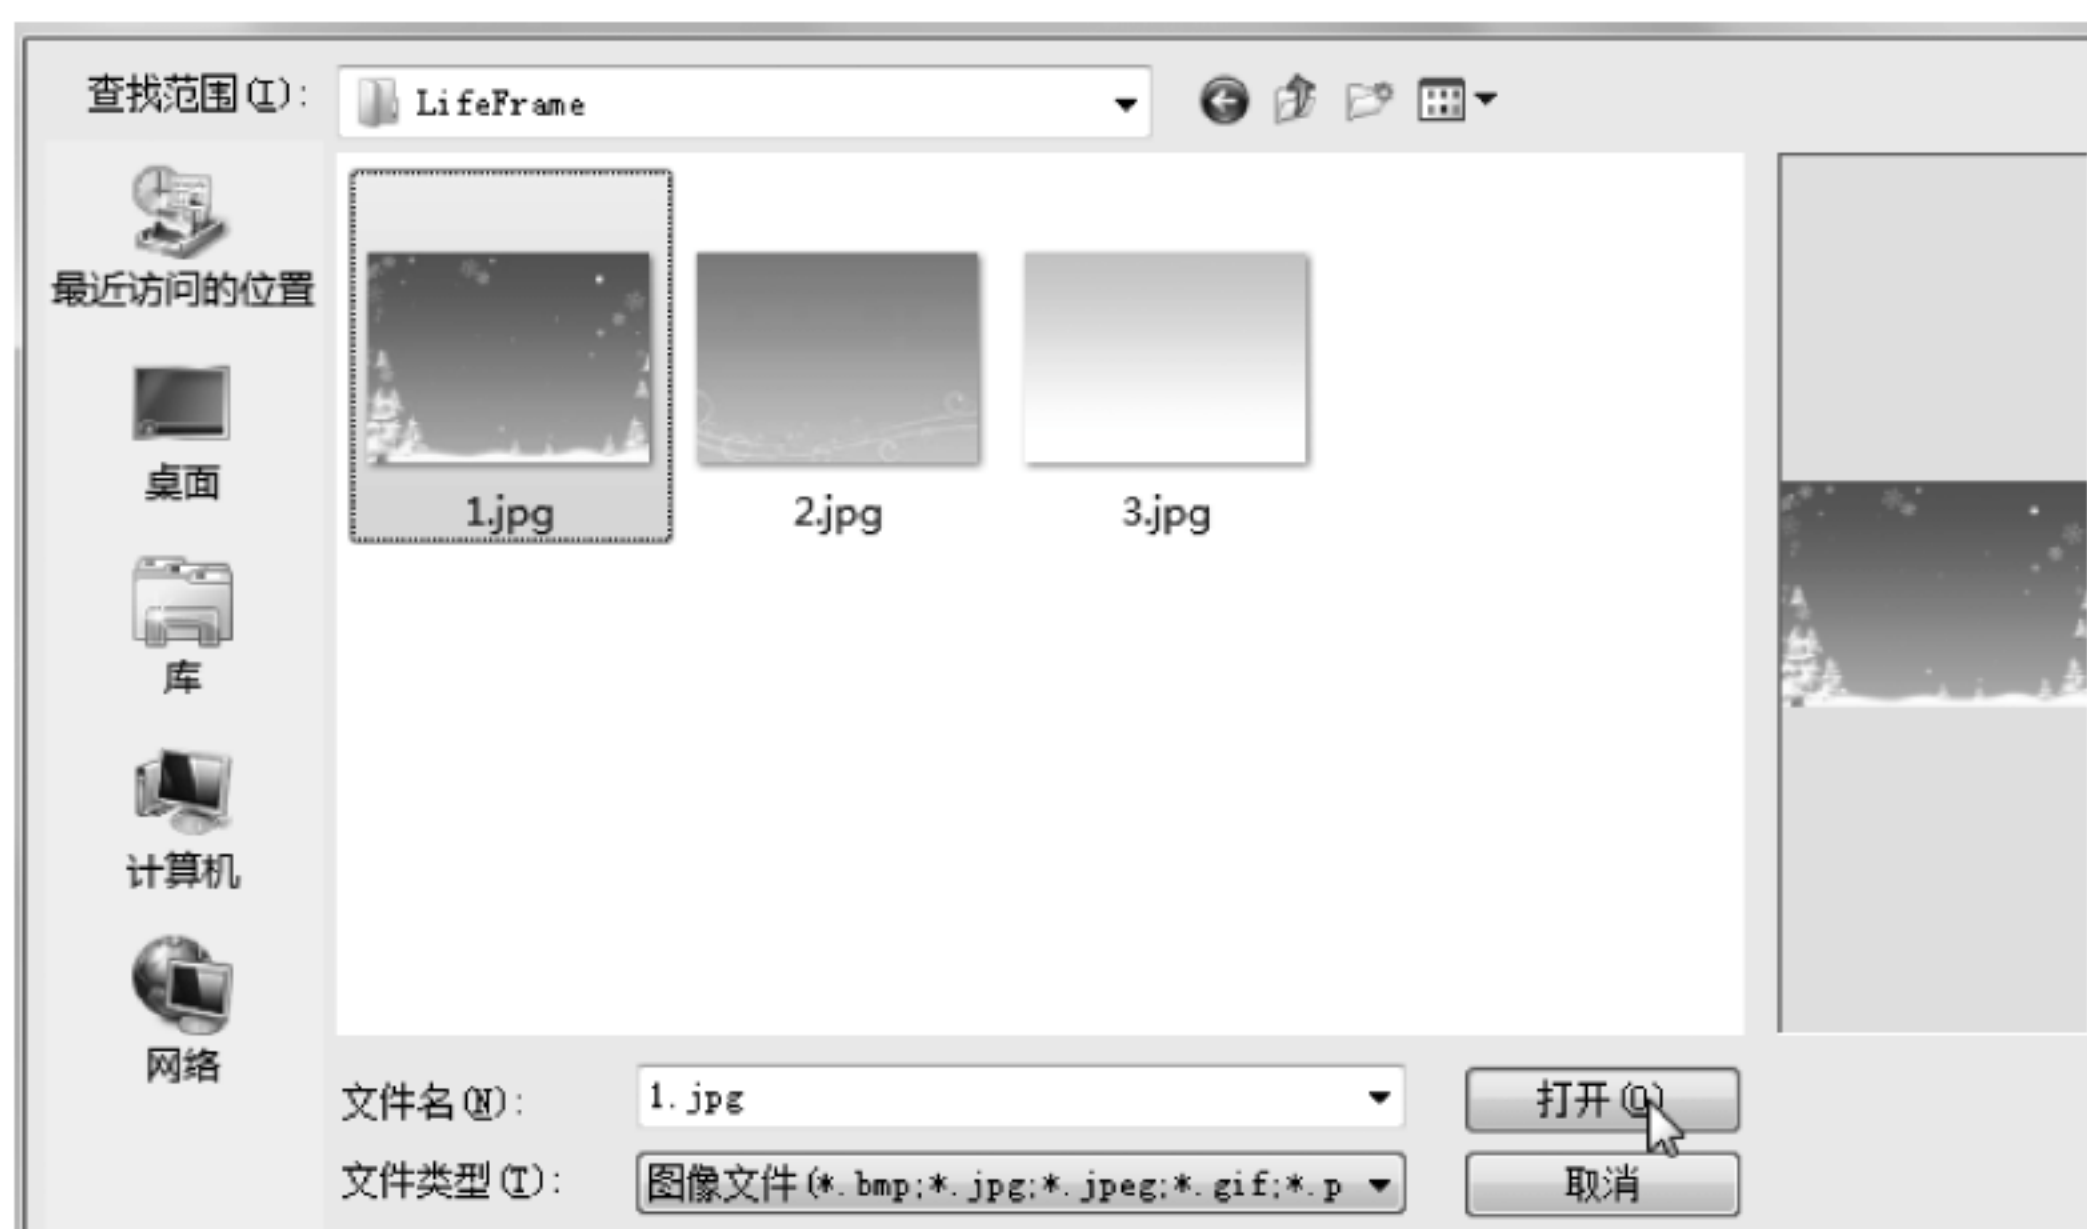 查找范围(I):
LifeFrame
最近访问的位置
桌面
库
计算机
网络
1.jpg
2.jpg
3.jpg
文件名(N):
1.jpg
打开(O)
文件类型(T):
图像文件(*.bmp;*.jpg;*.jpeg;*.gif;*.p
取消